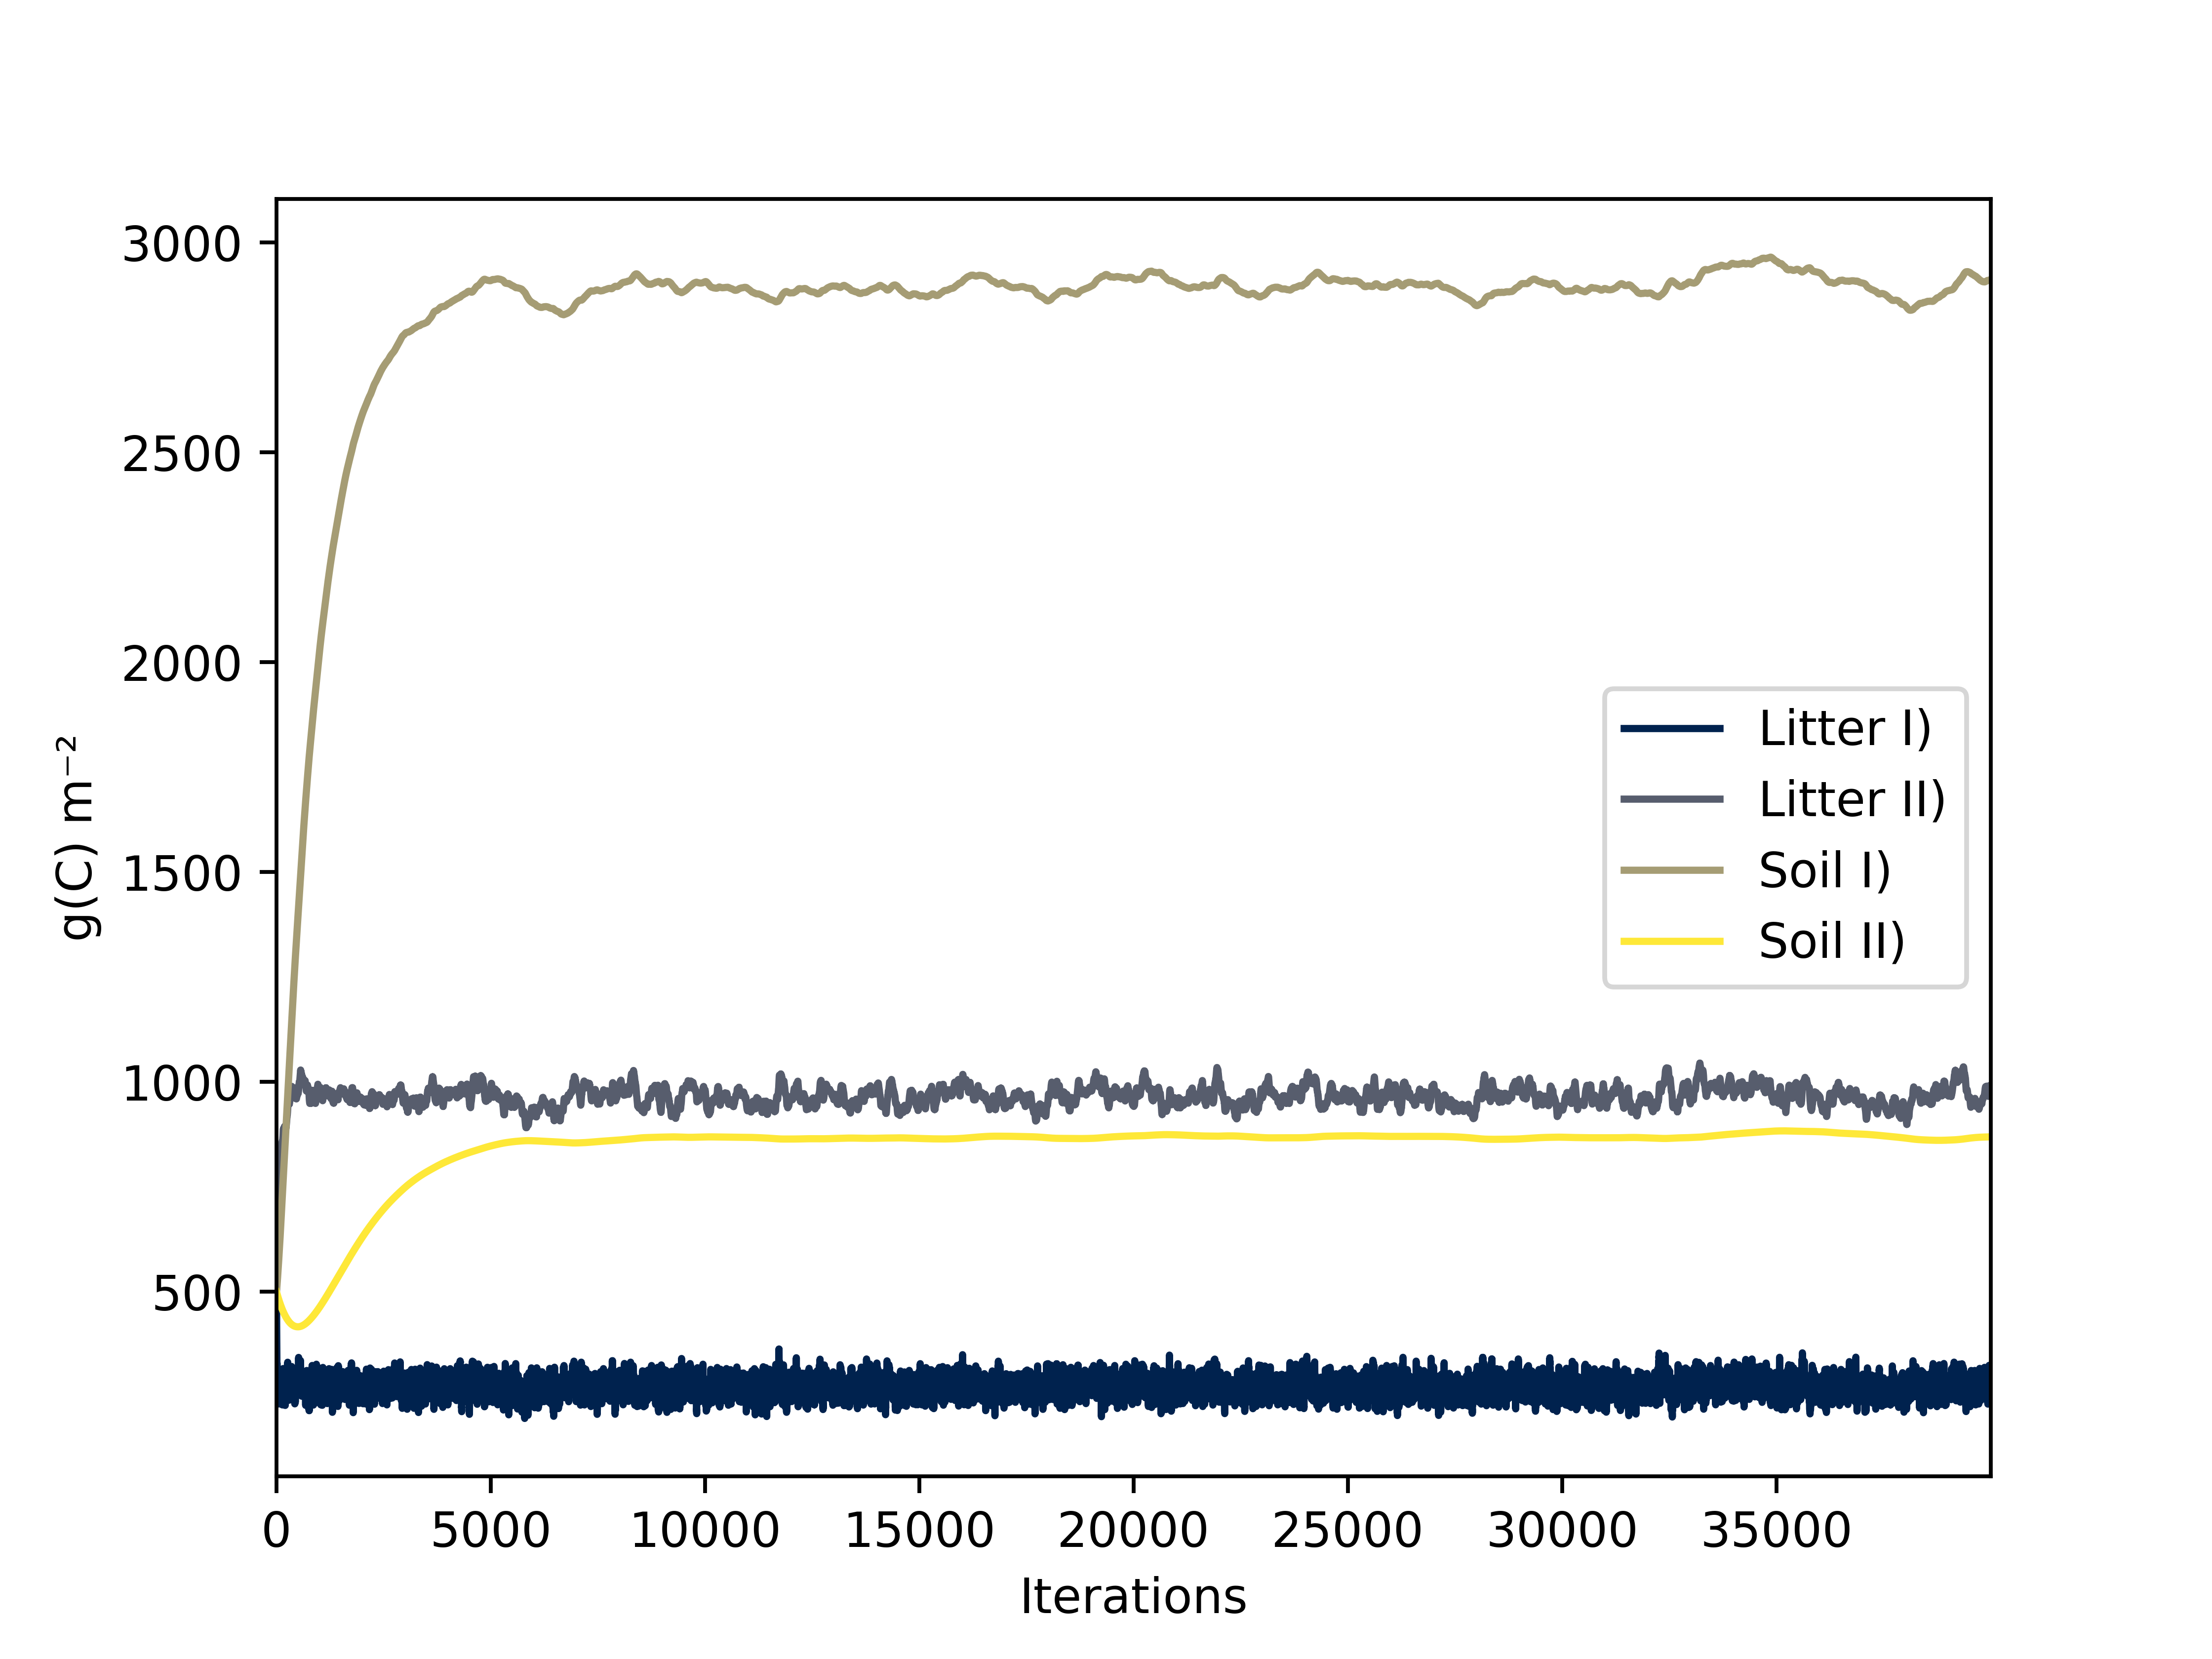 3000
2500
2000
1500
1000
500
g(C) m⁻²
Litter I)
Litter II)
Soil I)
Soil II)
0 5000 10000 15000 20000 25000 30000 35000
Iterations